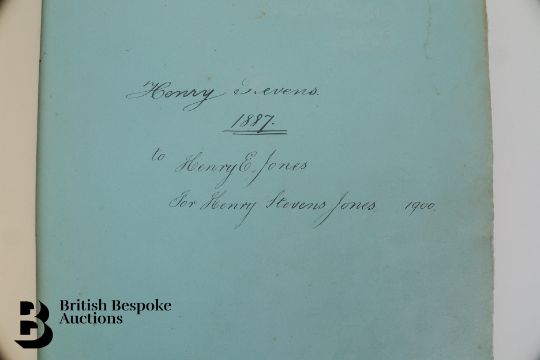 Henry Stevens.
1887.
to
Henry E. Jones
For Henry Stevens Jones 1900.
British Bespoke
Auctions